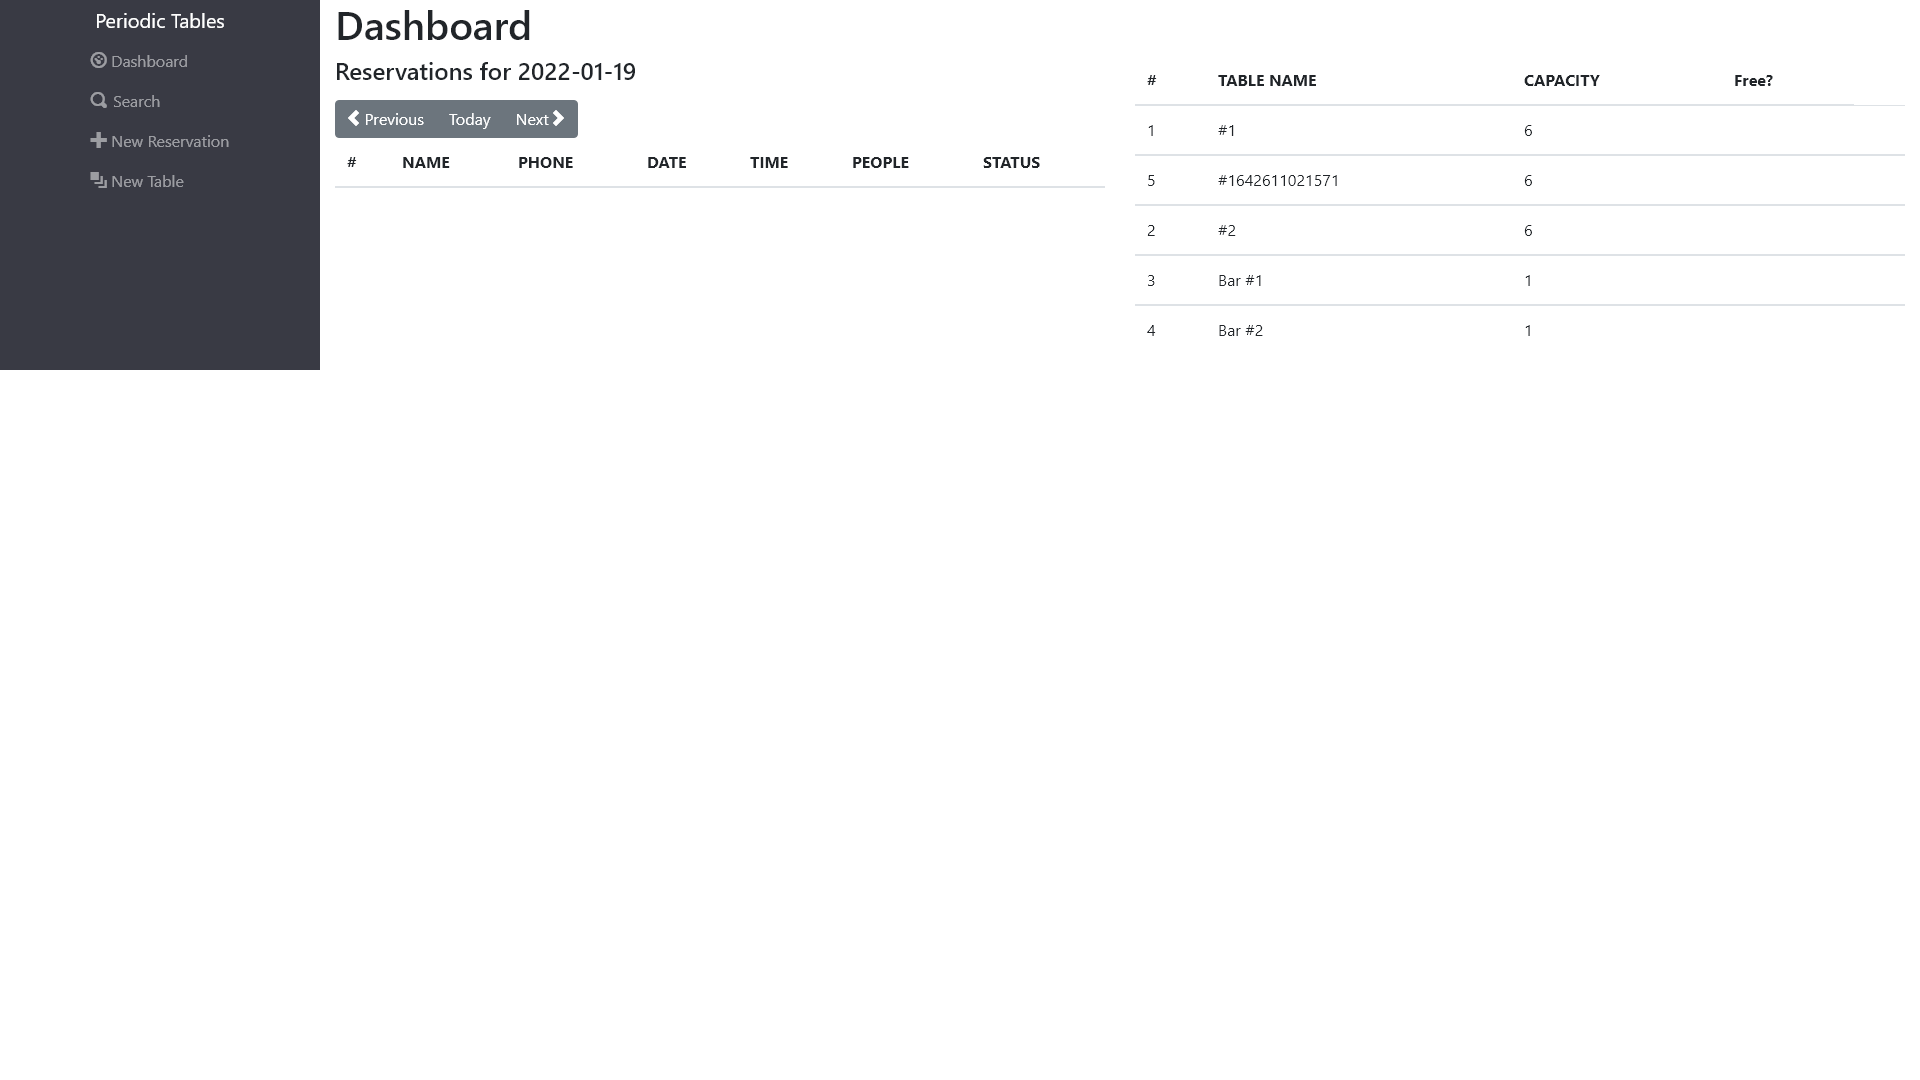 Periodic Tables
Dashboard
Search
New Reservation
New Table
Dashboard
Reservations for 2022-01-19
Previous Today Next
# NAME PHONE DATE TIME PEOPLE STATUS
# TABLE NAME CAPACITY Free?
1 #1 6
5 #1642611021571 6
2 #2 6
3 Bar #1 1
4 Bar #2 1